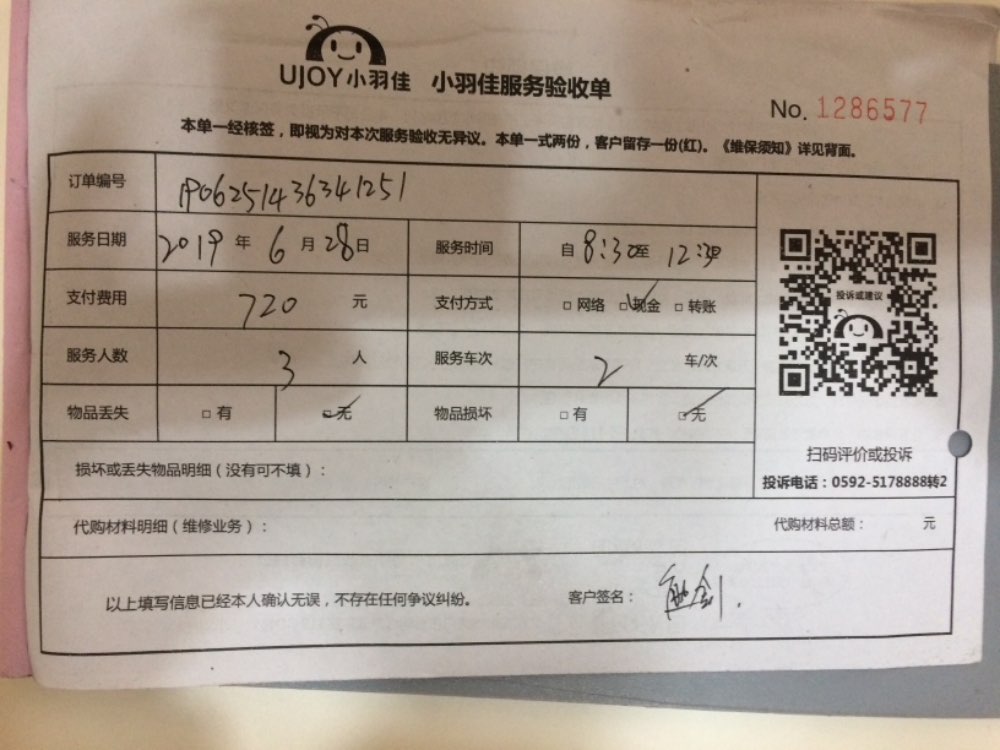 UJOY小羽佳 小羽佳服务验收单
No. 1286577
本单一经核签，即视为对本次服务验收无异议。本单一式两份，客户留存一份(红)。《维保须知》详见背面。
订单编号 P06251436341251
服务日期 2019 年 6 月 28 日 服务时间 自 8:30 至 12:30
支付费用 720 元 支付方式 □ 网络 □ 现金 □ 转账
投诉或建议
服务人数 3 人 服务车次 2 车/次
物品丢失 □ 有 □ 无 物品损坏 □ 有 □ 无
扫码评价或投诉
投诉电话：0592-5178888转2
损坏或丢失物品明细（没有可不填）：
代购材料明细（维修业务）： 代购材料总额： 元
以上填写信息已经本人确认无误，不存在任何争议纠纷。 客户签名：